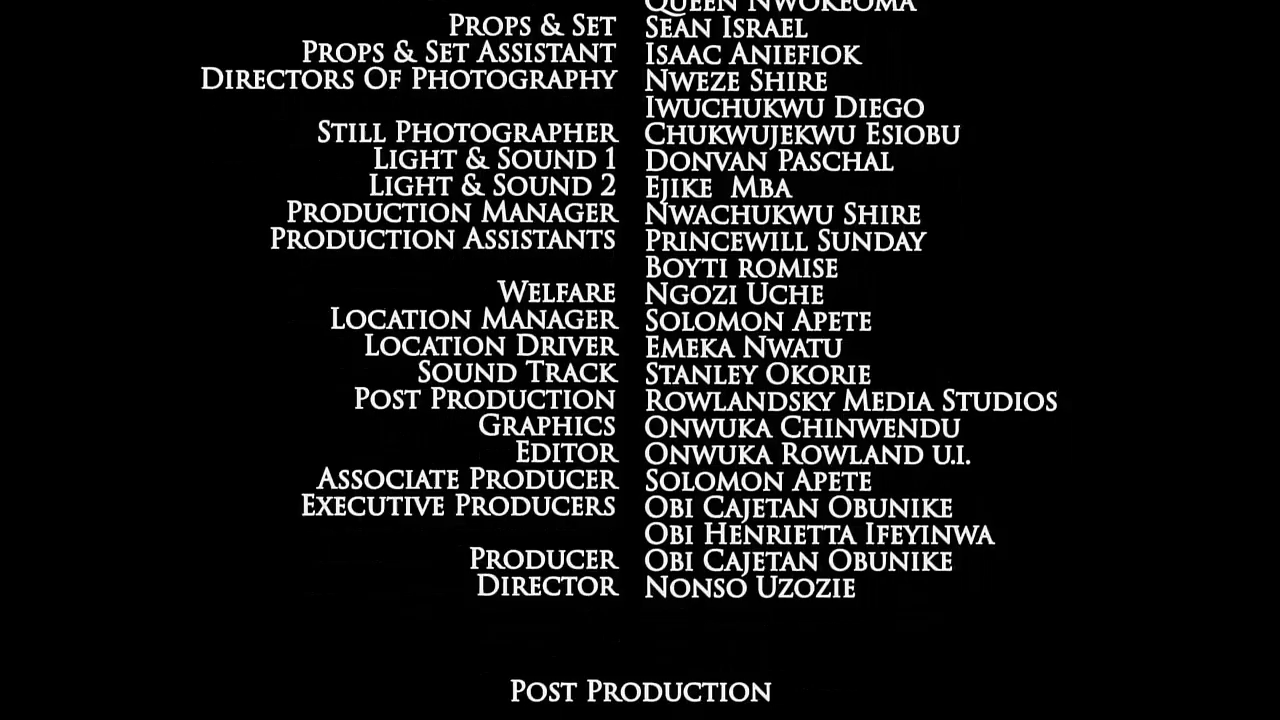 QUEEN NWOKEOMA
PROPS & SET SEAN ISRAEL
PROPS & SET ASSISTANT ISAAC ANIEFIOK
DIRECTORS OF PHOTOGRAPHY NWEZE SHIRE
IWUCHUKWU DIEGO
STILL PHOTOGRAPHER CHUKWUJEKWU ESIOBU
LIGHT & SOUND 1 DONVAN PASCHAL
LIGHT & SOUND 2 EJIKE MBA
PRODUCTION MANAGER NWACHUKWU SHIRE
PRODUCTION ASSISTANTS PRINCEWILL SUNDAY
BOYTI ROMISE
WELFARE NGOZI UCHE
LOCATION MANAGER SOLOMON APETE
LOCATION DRIVER EMEKA NWATU
SOUND TRACK STANLEY OKORIE
POST PRODUCTION ROWLANDSKY MEDIA STUDIOS
GRAPHICS ONWUKA CHINWENDU
EDITOR ONWUKA ROWLAND U.I.
ASSOCIATE PRODUCER SOLOMON APETE
EXECUTIVE PRODUCERS OBI CAJETAN OBUNIKE
OBI HENRIETTA IFEYINWA
PRODUCER OBI CAJETAN OBUNIKE
DIRECTOR NONSO UZOZIE
POST PRODUCTION